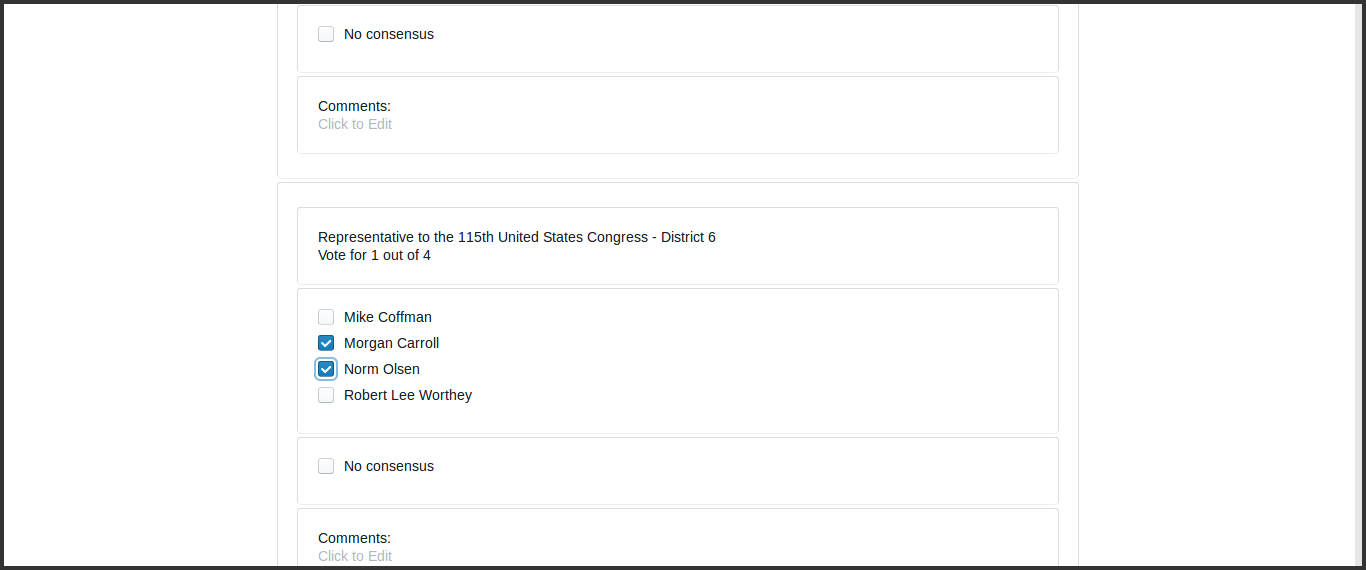 No consensus
Comments:
Click to Edit
Representative to the 115th United States Congress - District 6
Vote for 1 out of 4
Mike Coffman
Morgan Carroll
Norm Olsen
Robert Lee Worthey
No consensus
Comments:
Click to Edit